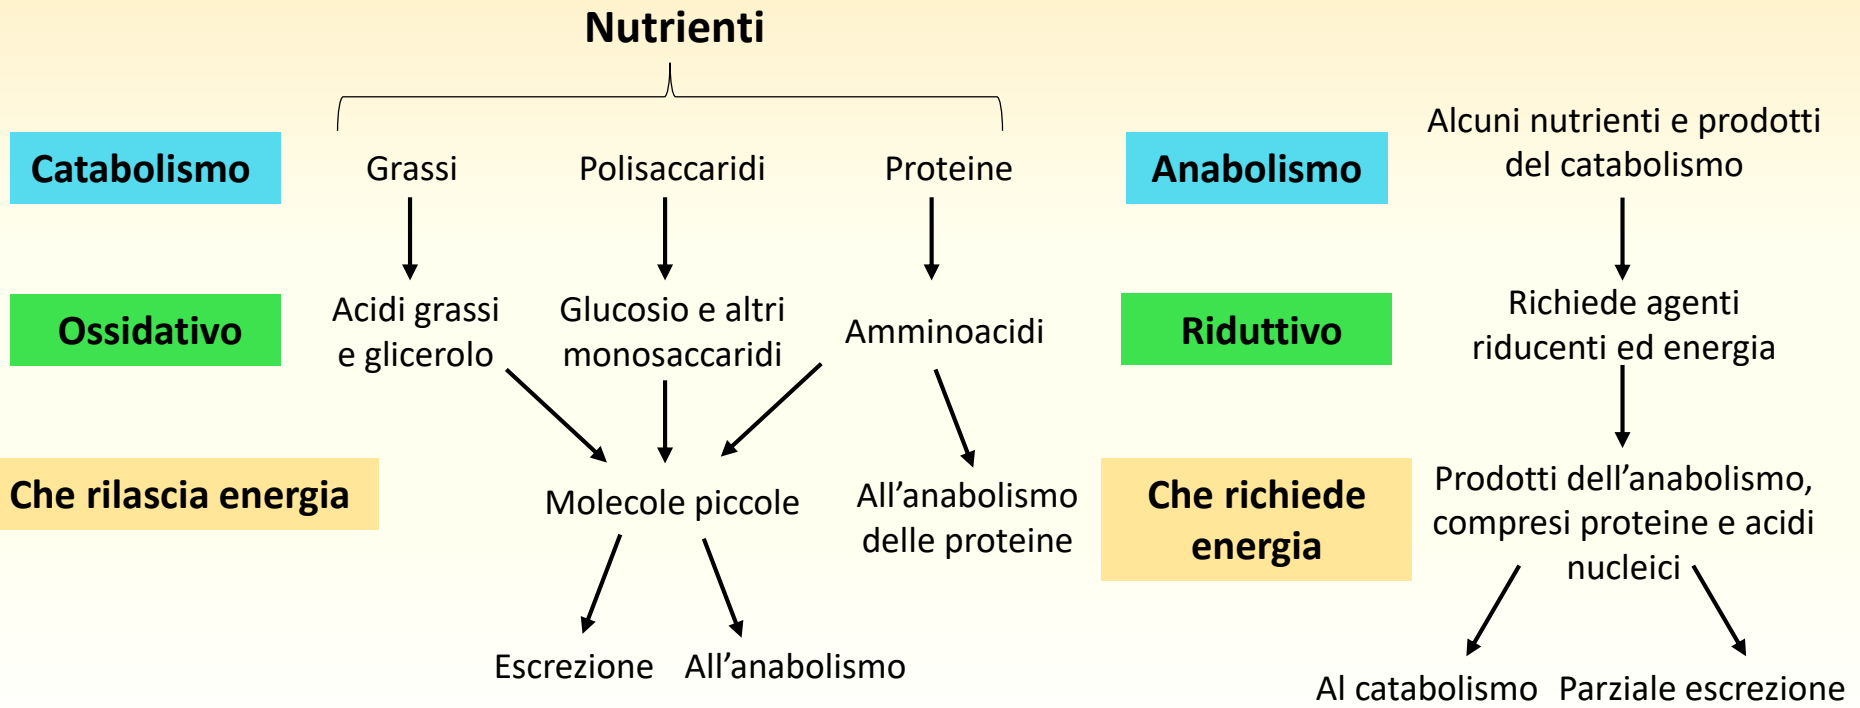 Nutrienti
Catabolismo
Grassi
Polisaccaridi
Proteine
Ossidativo
Acidi grassi
e glicerolo
Glucosio e altri
monosaccaridi
Amminoacidi
Che rilascia energia
Molecole piccole
All’anabolismo
delle proteine
Escrezione
All’anabolismo
Anabolismo
Alcuni nutrienti e prodotti
del catabolismo
Riduttivo
Richiede agenti
riducenti ed energia
Che richiede
energia
Prodotti dell’anabolismo,
compresi proteine e acidi
nucleici
Al catabolismo
Parziale escrezione